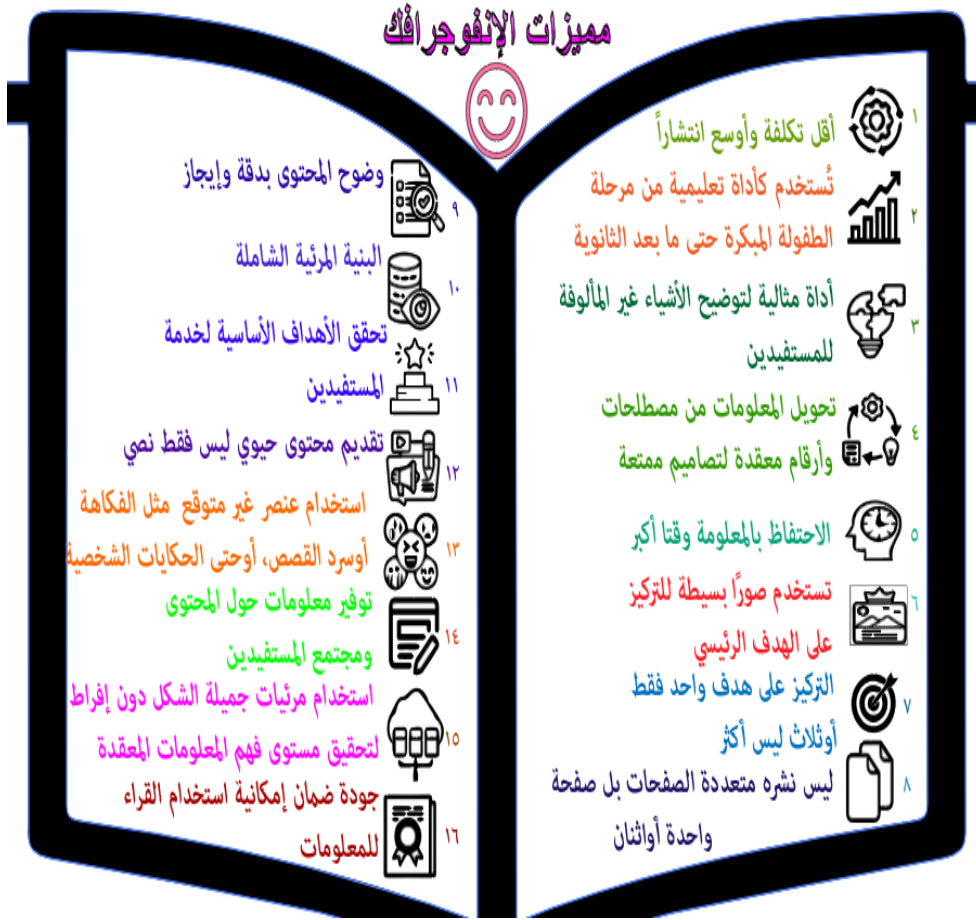 مميزات الإنفوجرافك
١
أقل تكلفة وأوسع انتشاراً
٢
تُستخدم كأداة تعليمية من مرحلة
الطفولة المبكرة حتى ما بعد الثانوية
٣
أداة مثالية لتوضيح الأشياء غير المألوفة
للمستفيدين
٤
تحويل المعلومات من مصطلحات
وأرقام معقدة لتصاميم ممتعة
٥
الاحتفاظ بالمعلومة وقتا أكبر
٦
تستخدم صورًا بسيطة للتركيز
على الهدف الرئيسي
٧
التركيز على هدف واحد فقط
أوثلاث ليس أكثر
٨
ليس نشره متعددة الصفحات بل صفحة
واحدة أواثنان
٩
وضوح المحتوى بدقة وإيجاز
١٠
البنية المرئية الشاملة
١١
تحقق الأهداف الأساسية لخدمة
المستفيدين
١٢
تقديم محتوى حيوي ليس فقط نصي
١٣
استخدام عنصر غير متوقع مثل الفكاهة
أوسرد القصص، أوحتى الحكايات الشخصية
١٤
توفير معلومات حول المحتوى
ومجتمع المستفيدين
١٥
استخدام مرئيات جميلة الشكل دون إفراط
لتحقيق مستوى فهم المعلومات المعقدة
١٦
جودة ضمان إمكانية استخدام القراء
للمعلومات